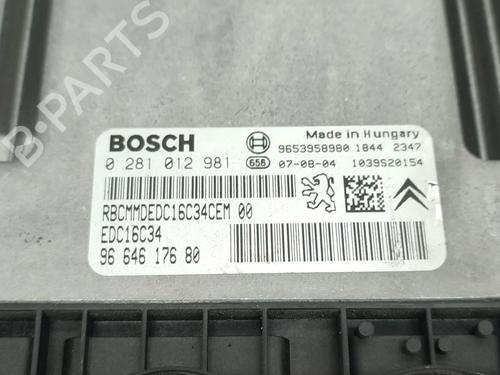 B-PARTS
BOSCH
Made in Hungary
0 281 012 981
9653958980 1844 2347
658 07-08-04 1039S20154
RBCMMDEDC16C34CEM 00
EDC16C34
96 646 176 80